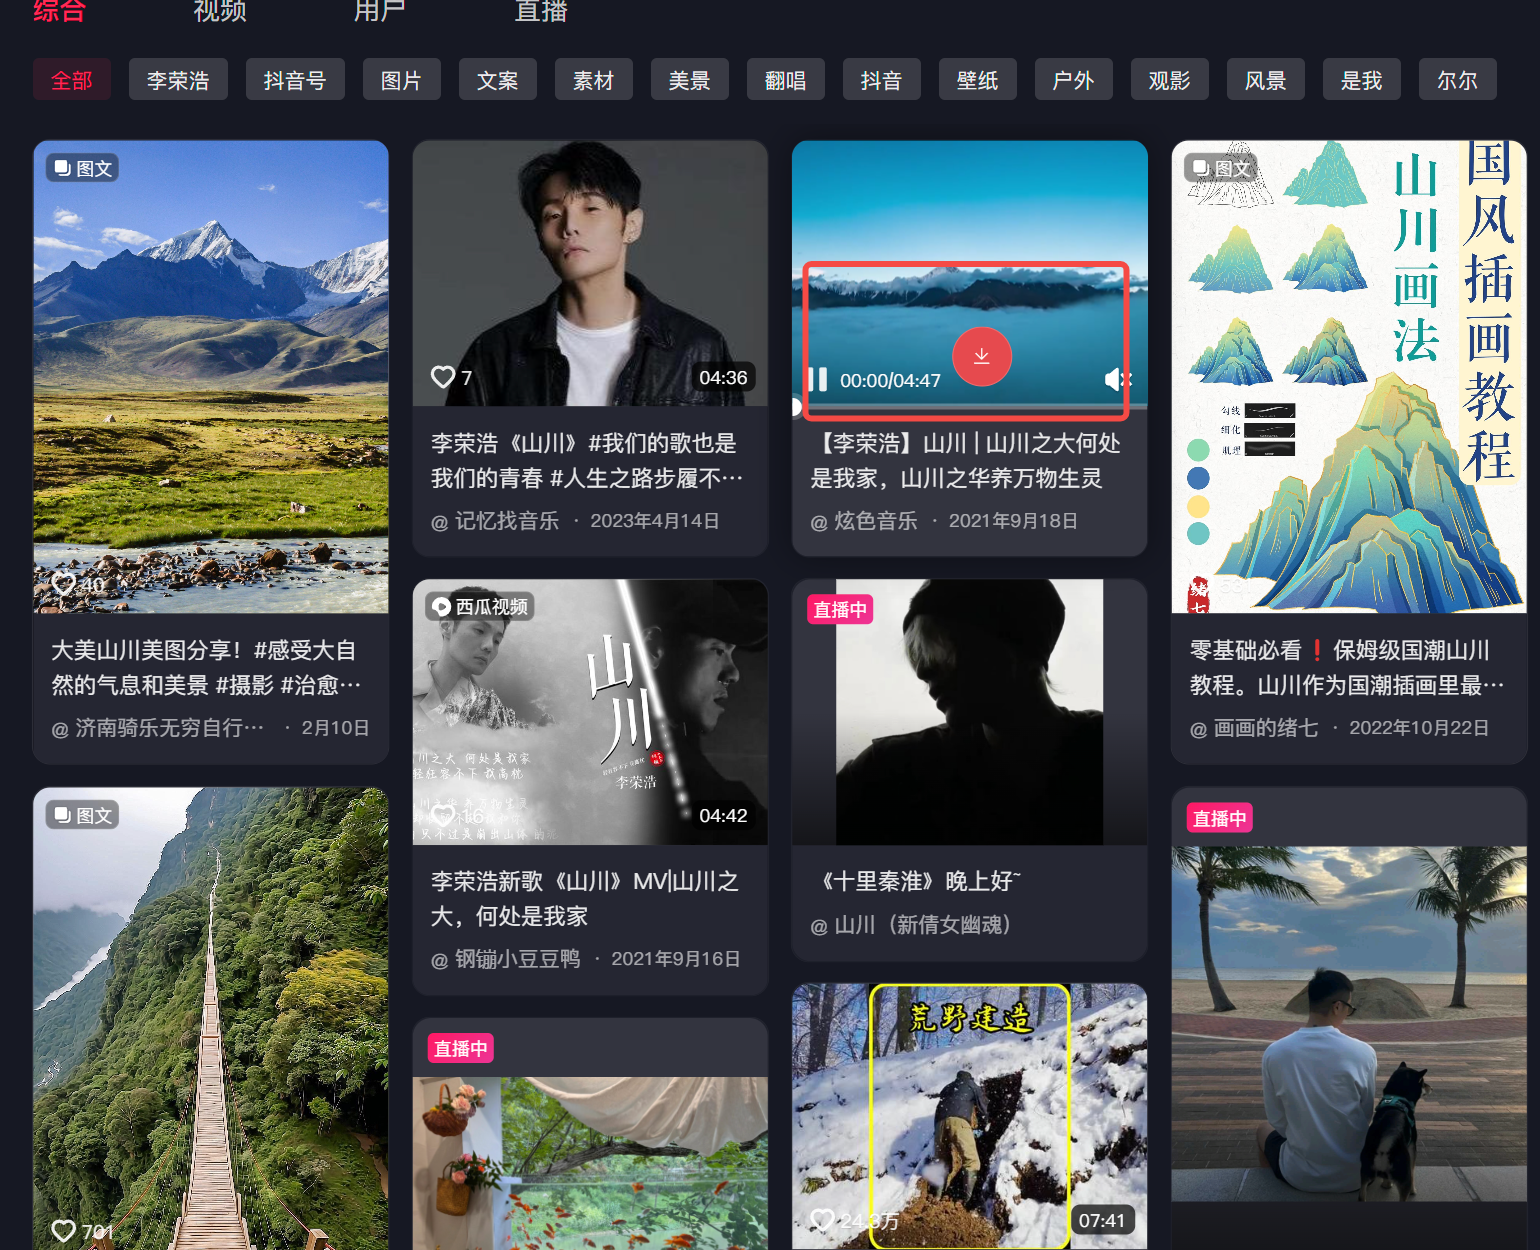 综合
视频
用户
直播
全部
李荣浩
抖音号
图片
文案
素材
美景
翻唱
抖音
壁纸
户外
观影
风景
是我
尔尔
图文
40
大美山川美图分享！#感受大自
然的气息和美景 #摄影 #治愈…
@ 济南骑乐无穷自行… · 2月10日
7
04:36
李荣浩《山川》#我们的歌也是
我们的青春 #人生之路步履不…
@ 记忆找音乐 · 2023年4月14日
00:00/04:47
【李荣浩】山川 | 山川之大何处
是我家，山川之华养万物生灵
@ 炫色音乐 · 2021年9月18日
图文
国风插画教程
山川画法
勾线
细化
肌理
绪七
零基础必看❗保姆级国潮山川
教程。山川作为国潮插画里最…
@ 画画的绪七 · 2022年10月22日
西瓜视频
山川
李荣浩
川之大 何处是我家
轻狂容不下 我高枕
只不过是
16
04:42
李荣浩新歌《山川》MV|山川之
大，何处是我家
@ 钢镚小豆豆鸭 · 2021年9月16日
直播中
《十里秦淮》晚上好~
@ 山川（新倩女幽魂）
图文
701
直播中
荒野建造
24.3万
07:41
直播中